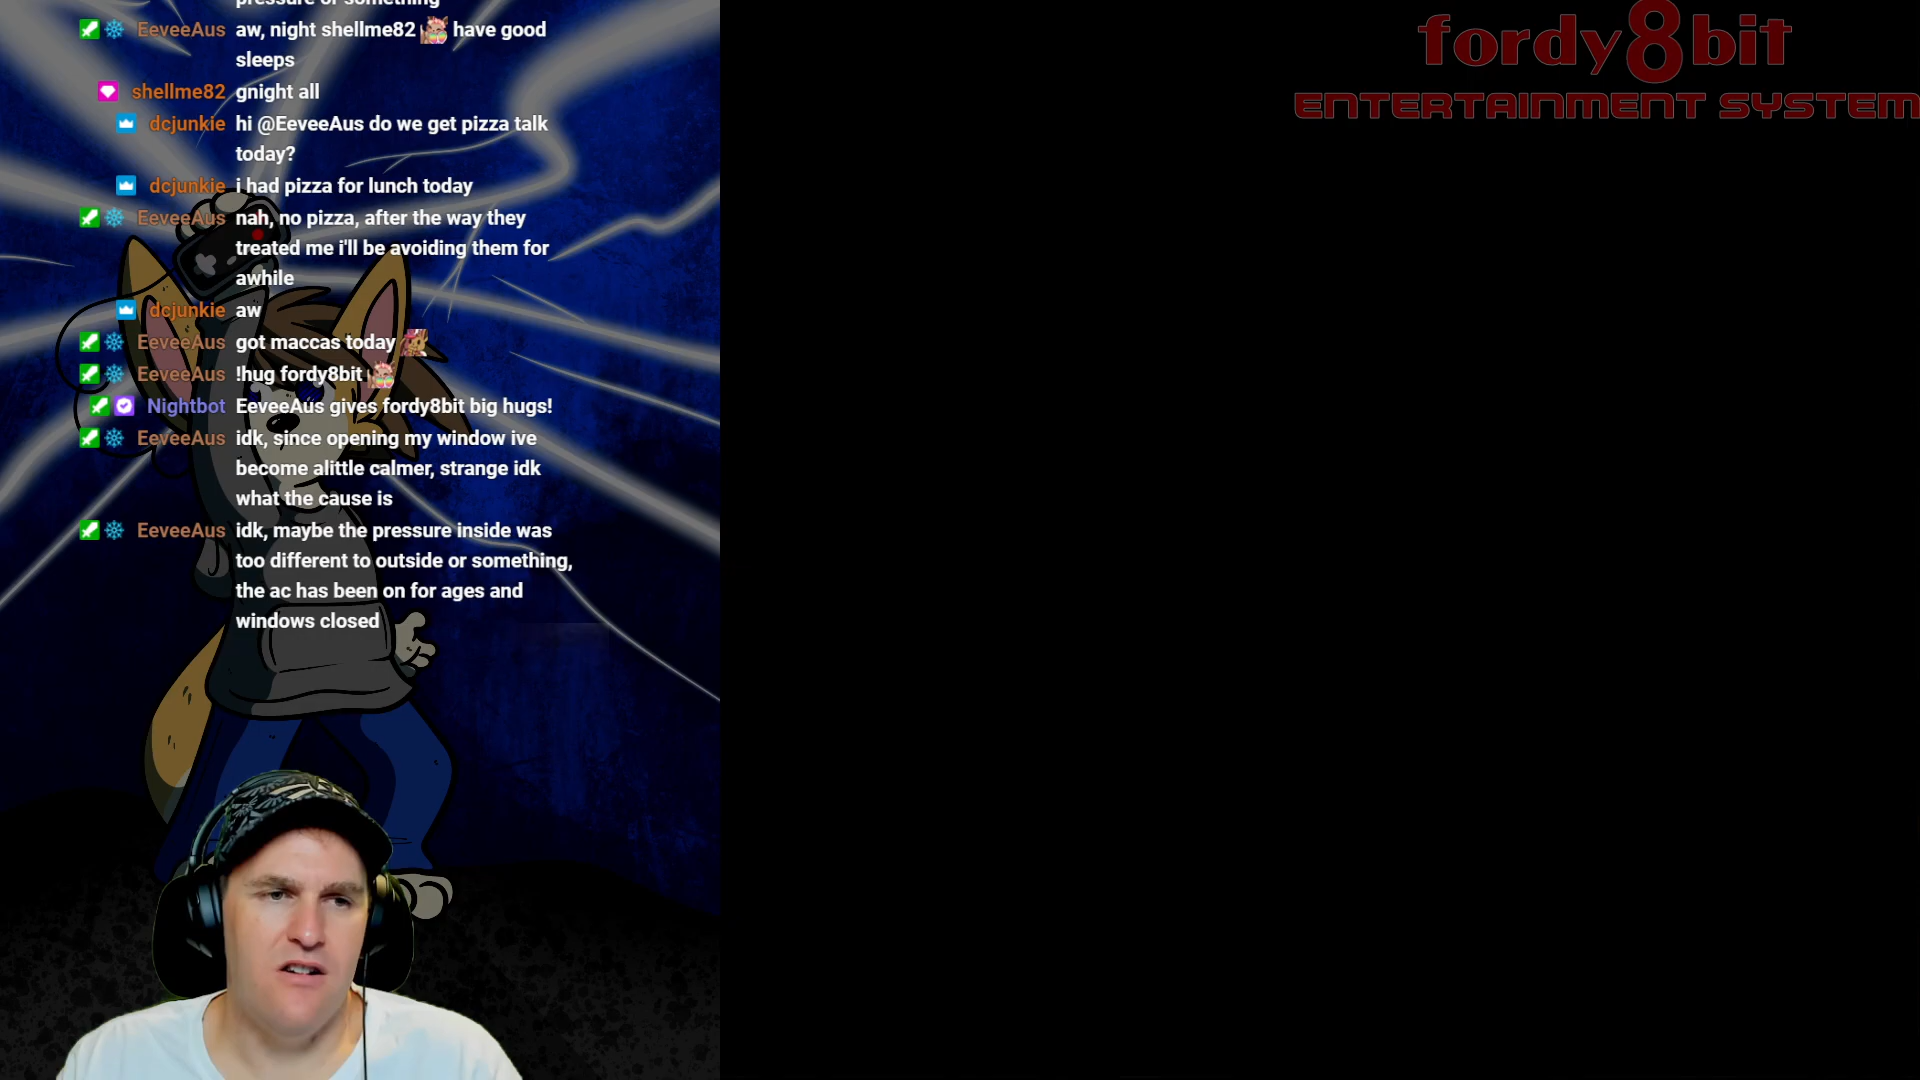 pressure or something
fordy8bit
ENTERTAINMENT SYSTEM
EeveeAus aw, night shellme82 have good
sleeps
shellme82 gnight all
dcjunkie hi @EeveeAus do we get pizza talk
today?
dcjunkie i had pizza for lunch today
EeveeAus nah, no pizza, after the way they
treated me i'll be avoiding them for
awhile
dcjunkie aw
EeveeAus got maccas today
EeveeAus !hug fordy8bit
Nightbot EeveeAus gives fordy8bit big hugs!
EeveeAus idk, since opening my window ive
become alittle calmer, strange idk
what the cause is
EeveeAus idk, maybe the pressure inside was
too different to outside or something,
the ac has been on for ages and
windows closed